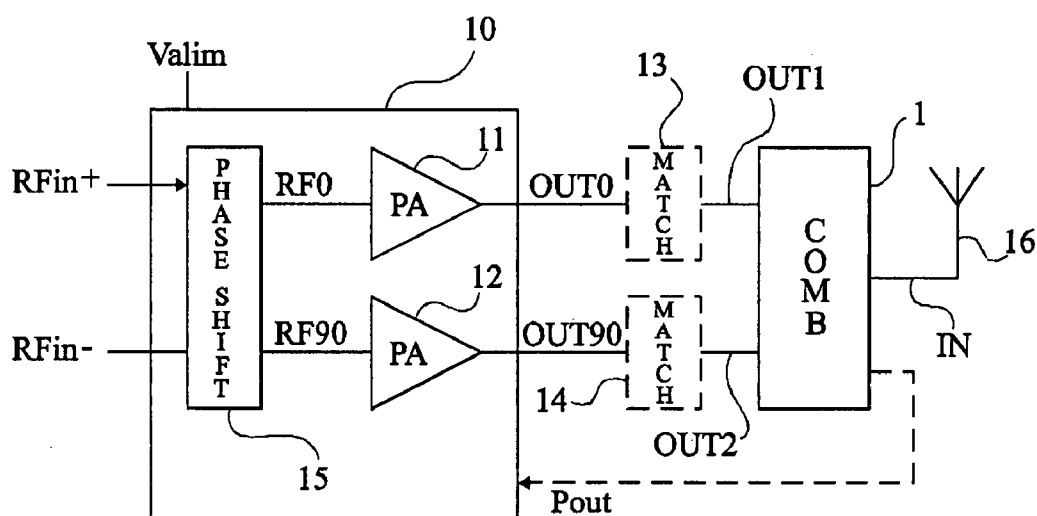 10
Valim
13
OUT1
1
11
RFin+
PHASE SHIFT
RF0
PA
OUT0
MATCH
COMB
16
12
RFin-
RF90
PA
OUT90
MATCH
IN
14
15
OUT2
Pout